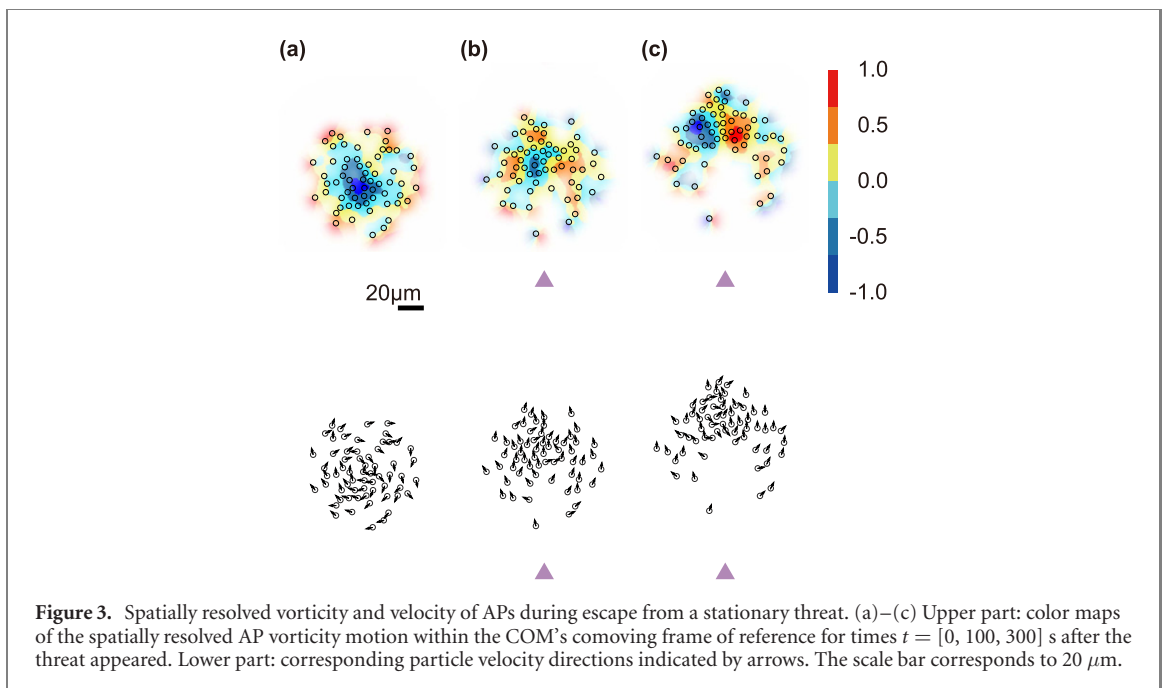 (a)
(b)
(c)
1.0
0.5
0.0
-0.5
-1.0
20μm
Figure 3. Spatially resolved vorticity and velocity of APs during escape from a stationary threat. (a)–(c) Upper part: color maps
of the spatially resolved AP vorticity motion within the COM's comoving frame of reference for times t = [0, 100, 300] s after the
threat appeared. Lower part: corresponding particle velocity directions indicated by arrows. The scale bar corresponds to 20 μm.